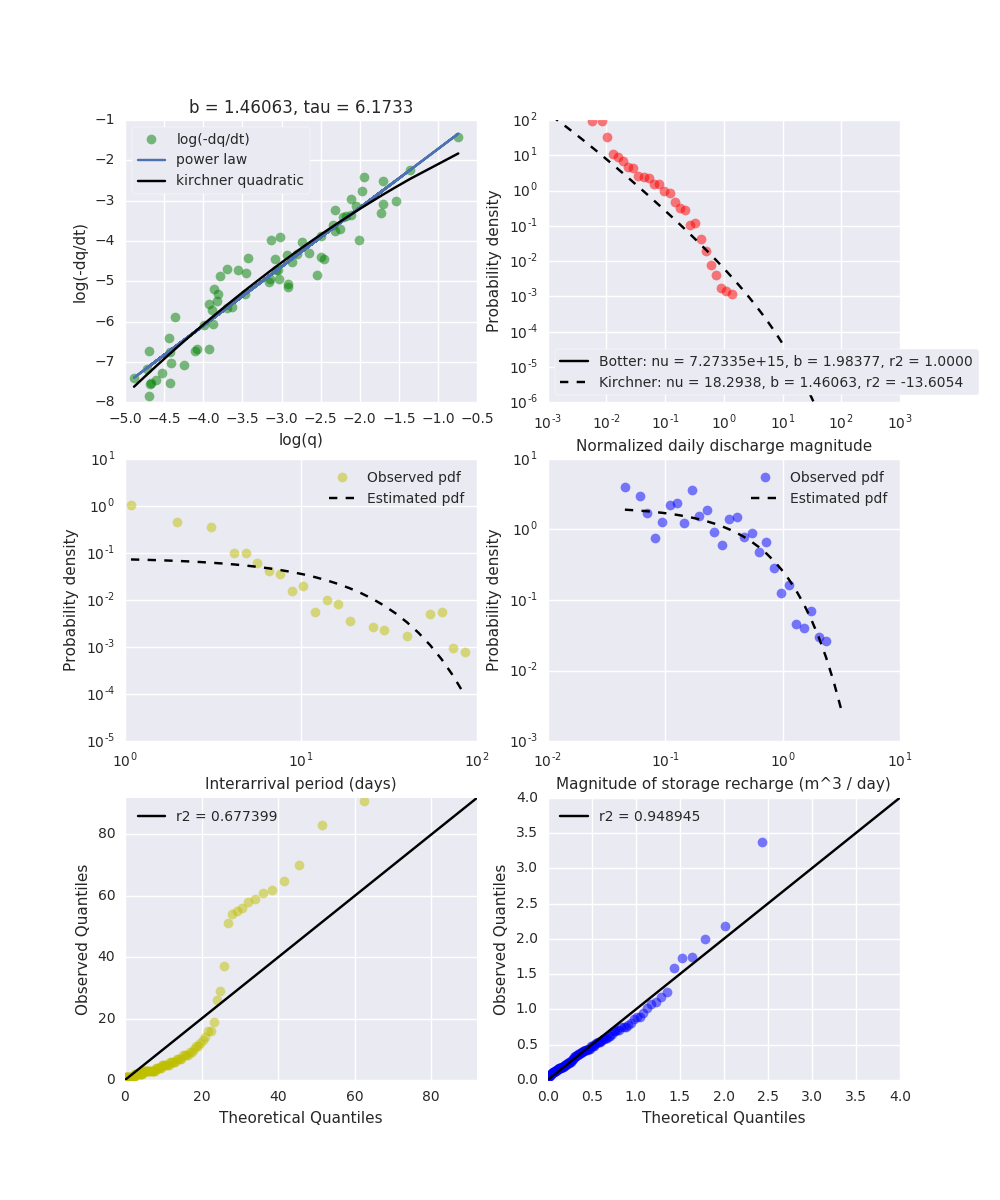 b = 1.46063, tau = 6.1733
log(-dq/dt)
power law
kirchner quadratic
log(-dq/dt)
−1
−2
−3
−4
−5
−6
−7
−8
−5.0 −4.5 −4.0 −3.5 −3.0 −2.5 −2.0 −1.5 −1.0 −0.5
log(q)
Probability density
10^2
10^1
10^0
10^-1
10^-2
10^-3
10^-4
10^-5
10^-6
Botter: nu = 7.27335e+15, b = 1.98377, r2 = 1.0000
Kirchner: nu = 18.2938, b = 1.46063, r2 = -13.6054
10^-3 10^-2 10^-1 10^0 10^1 10^2 10^3
Normalized daily discharge magnitude
Probability density
10^1
10^0
10^-1
10^-2
10^-3
10^-4
10^-5
Observed pdf
Estimated pdf
10^0 10^1 10^2
Interarrival period (days)
Probability density
10^1
10^0
10^-1
10^-2
10^-3
Observed pdf
Estimated pdf
10^-2 10^-1 10^0 10^1
Magnitude of storage recharge (m^3 / day)
Observed Quantiles
80
60
40
20
0
r2 = 0.677399
0 20 40 60 80
Theoretical Quantiles
Observed Quantiles
4.0
3.5
3.0
2.5
2.0
1.5
1.0
0.5
0.0
r2 = 0.948945
0.0 0.5 1.0 1.5 2.0 2.5 3.0 3.5 4.0
Theoretical Quantiles